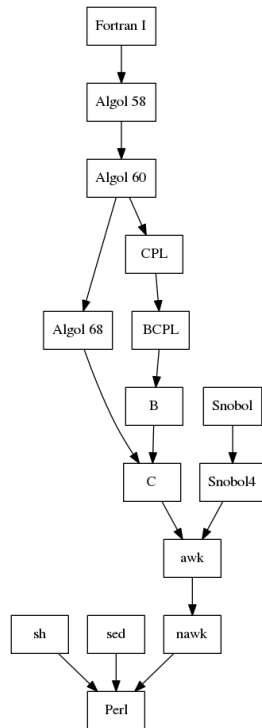 Fortran I
Algol 58
Algol 60
CPL
Algol 68
BCPL
B
Snobol
C
Snobol4
awk
sh
sed
nawk
Perl